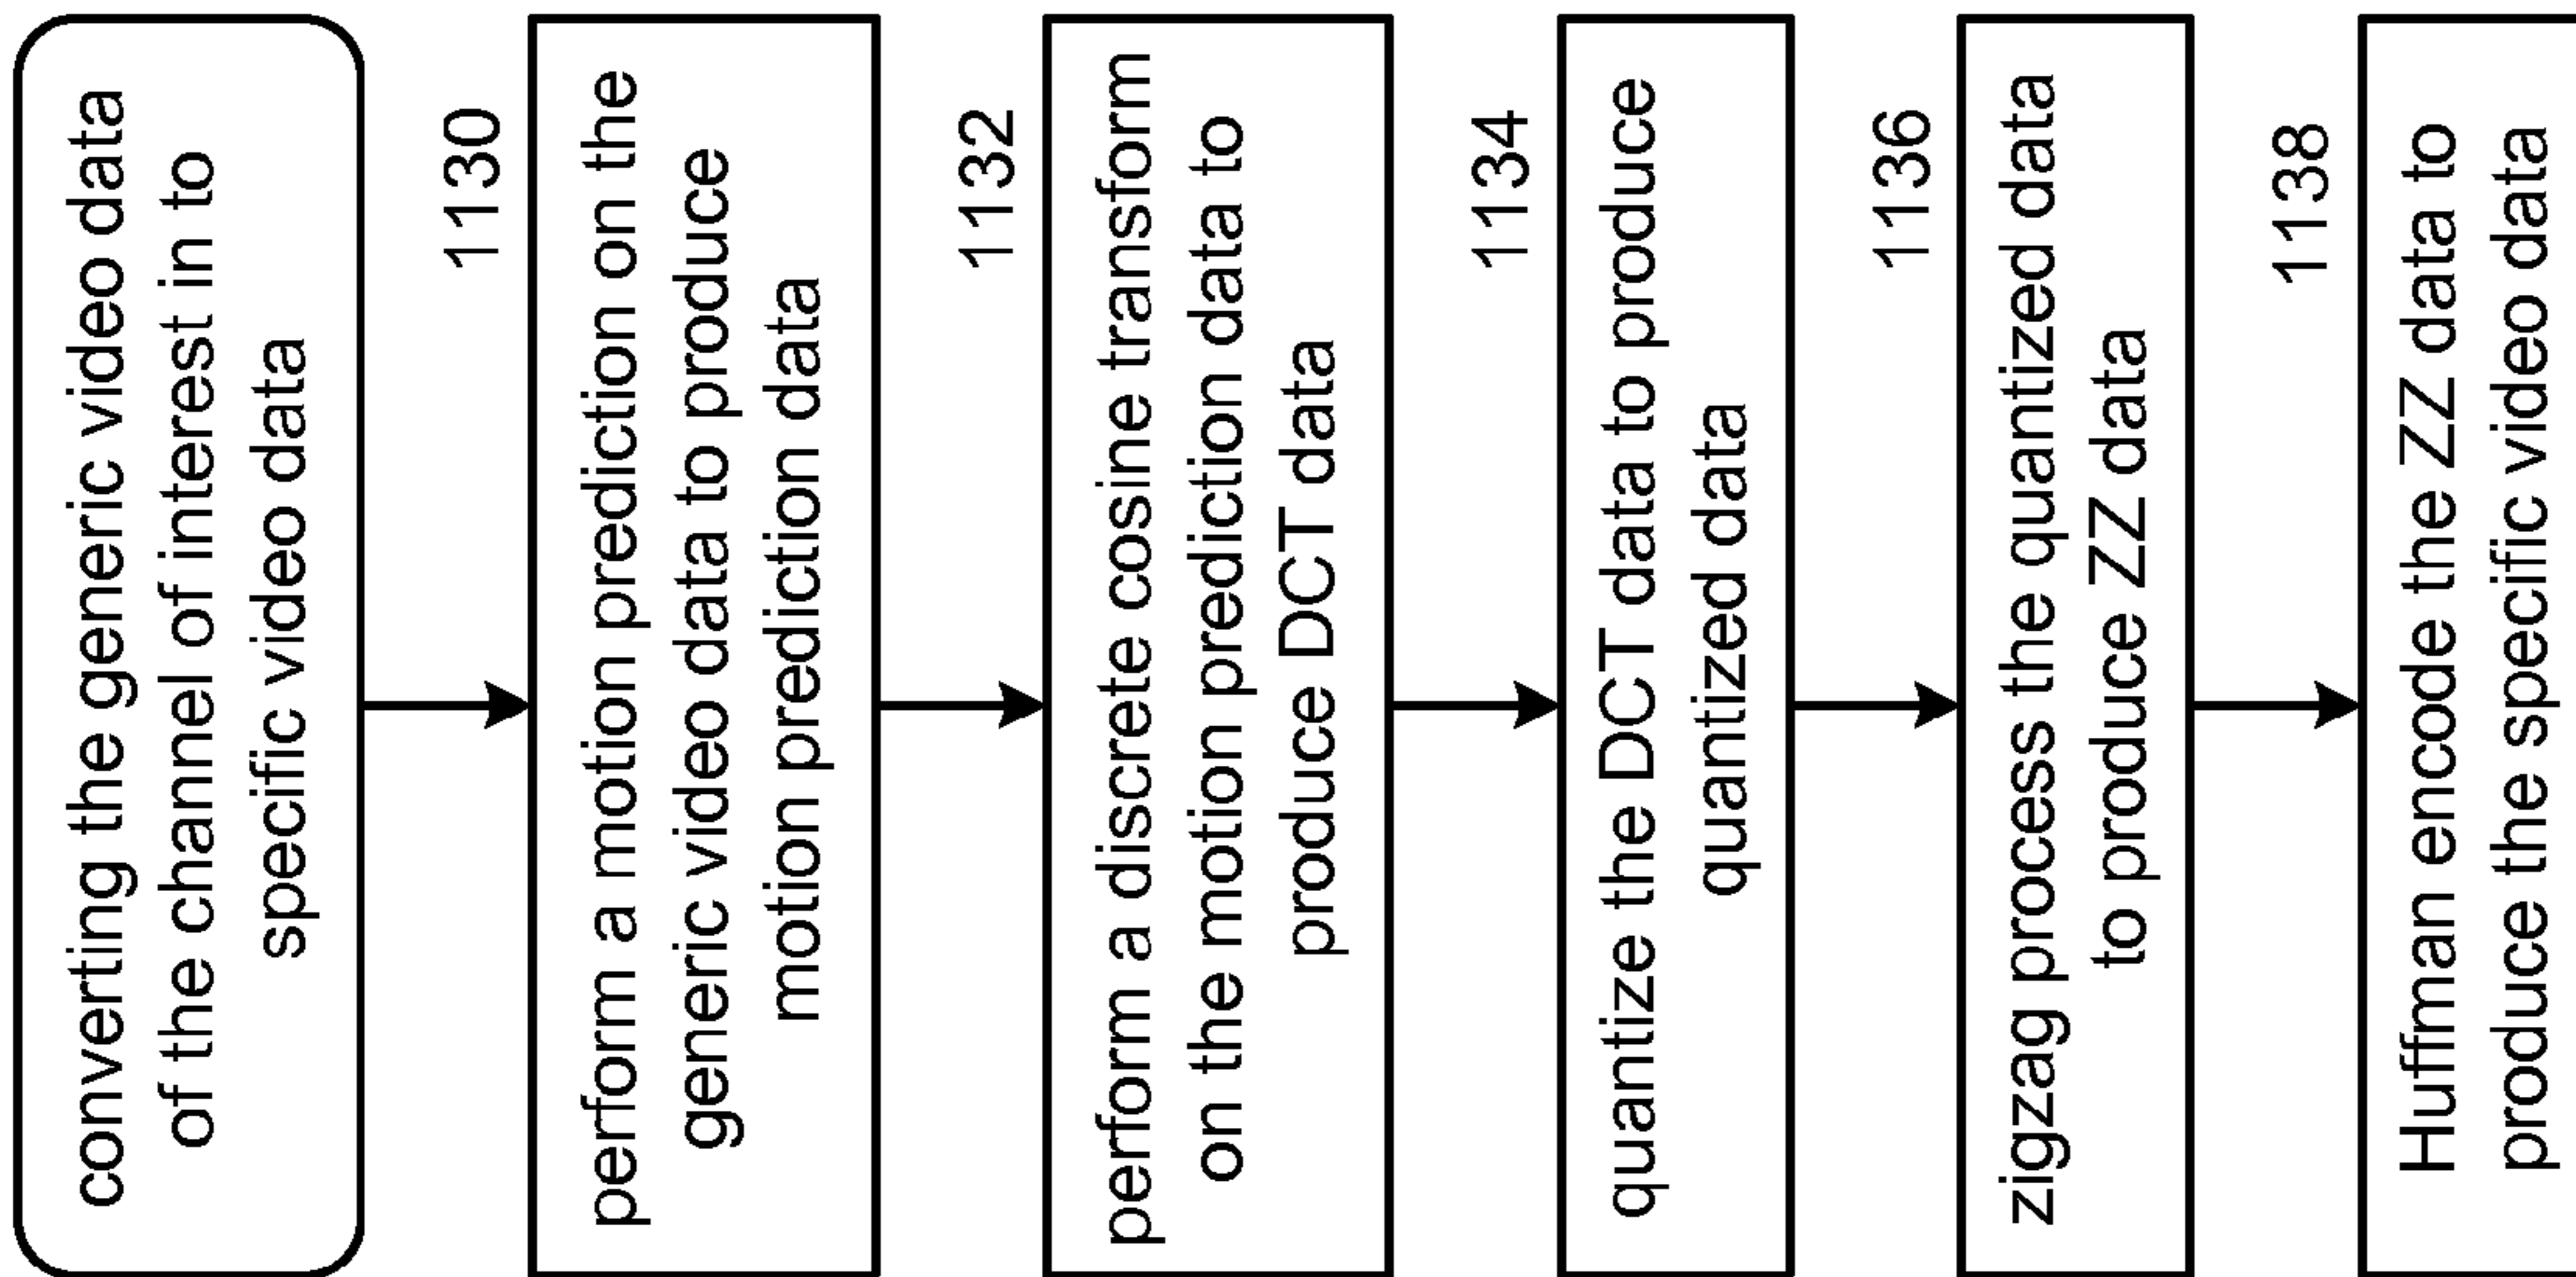 converting the generic video data
of the channel of interest in to
specific video data
1130
perform a motion prediction on the
generic video data to produce
motion prediction data
1132
perform a discrete cosine transform
on the motion prediction data to
produce DCT data
1134
quantize the DCT data to produce
quantized data
1136
zigzag process the quantized data
to produce ZZ data
1138
Huffman encode the ZZ data to
produce the specific video data